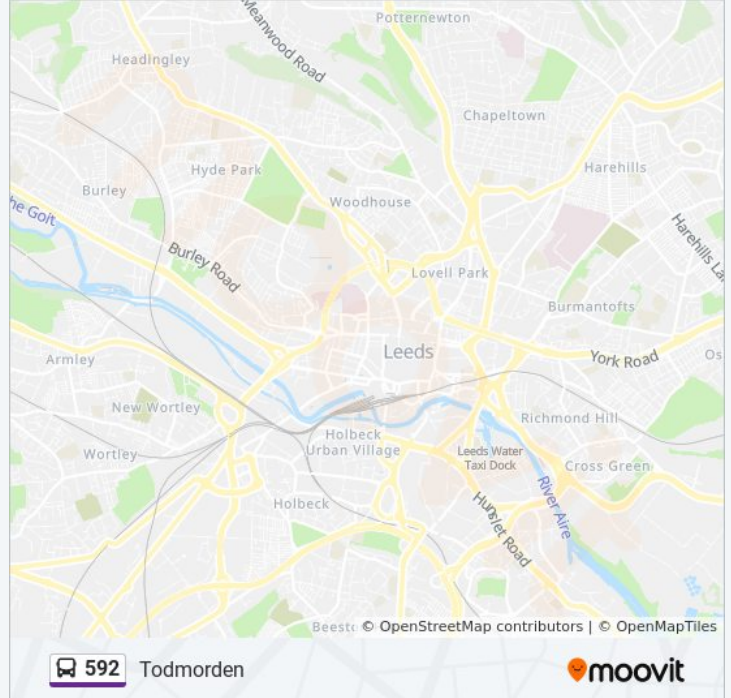 Meanwood Road
Potternewton
Headingley
Chapeltown
Hyde Park
Harehills
Burley
Woodhouse
he Goit
Harehills La
Burley Road
Lovell Park
Burmantofts
Leeds
York Road
Os
Armley
New Wortley
Richmond Hill
Holbeck
Urban Village
Wortley
Leeds Water
Taxi Dock
Cross Green
River Aire
Holbeck
Hunslet Road
Beesto
© OpenStreetMap contributors | © OpenMapTiles
592 Todmorden
moovit